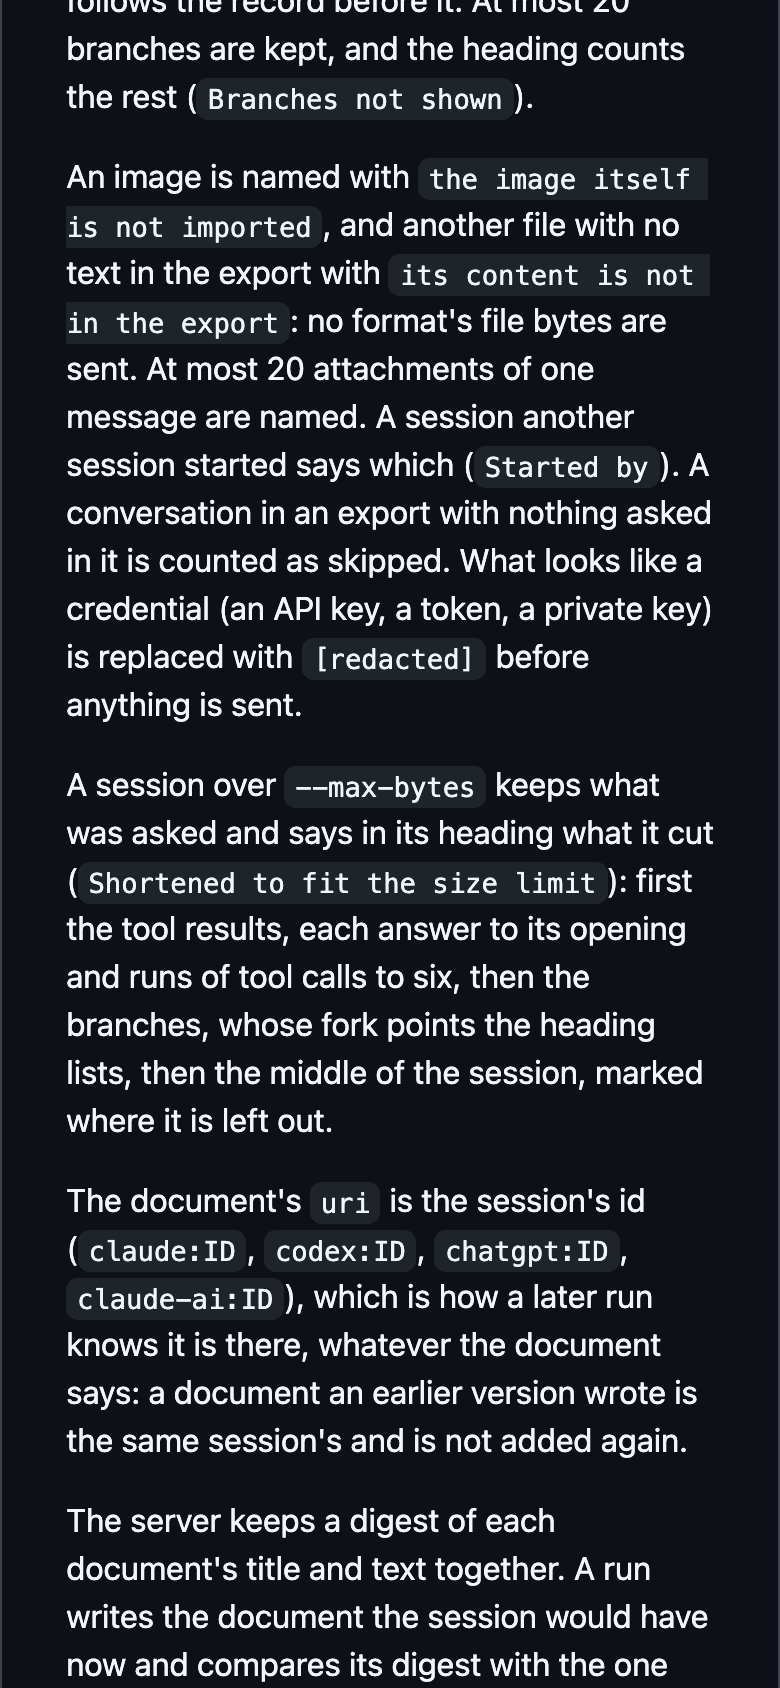 follows the record before it. At most 20
branches are kept, and the heading counts
the rest (Branches not shown).
An image is named with the image itself
is not imported, and another file with no
text in the export with its content is not
in the export: no format's file bytes are
sent. At most 20 attachments of one
message are named. A session another
session started says which (Started by). A
conversation in an export with nothing asked
in it is counted as skipped. What looks like a
credential (an API key, a token, a private key)
is replaced with [redacted] before
anything is sent.
A session over --max-bytes keeps what
was asked and says in its heading what it cut
(Shortened to fit the size limit): first
the tool results, each answer to its opening
and runs of tool calls to six, then the
branches, whose fork points the heading
lists, then the middle of the session, marked
where it is left out.
The document's uri is the session's id
(claude:ID, codex:ID, chatgpt:ID,
claude-ai:ID), which is how a later run
knows it is there, whatever the document
says: a document an earlier version wrote is
the same session's and is not added again.
The server keeps a digest of each
document's title and text together. A run
writes the document the session would have
now and compares its digest with the one